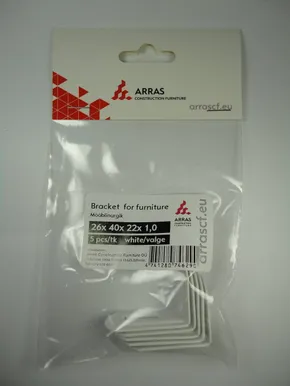 ARRAS
CONSTRUCTION FURNITURE
arrascf.eu
Bracket for furniture
Mööblinurgik
26x 40x 22x 1,0
5 pcs/tk white/valge
ARRAS
arrascf.eu